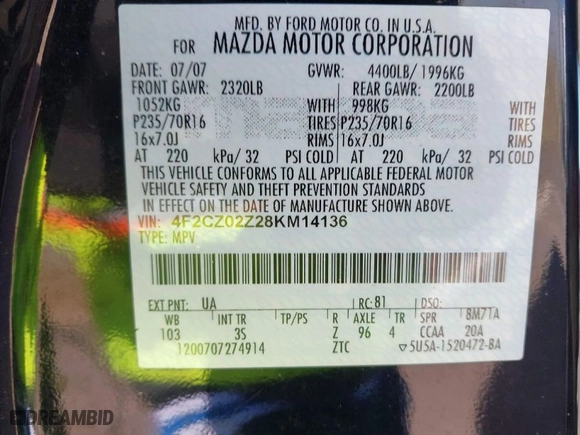 MFD. BY FORD MOTOR CO. IN U.S.A.
FOR MAZDA MOTOR CORPORATION
DATE: 07/07 GVWR: 4400LB/ 1996KG
FRONT GAWR: 2320LB REAR GAWR: 2200LB
1052KG WITH 998KG WITH
P235/70R16 TIRES P235/70R16 TIRES
16x7.0J RIMS 16x7.0J RIMS
AT 220 kPa/ 32 PSI COLD AT 220 kPa/ 32 PSI COLD
THIS VEHICLE CONFORMS TO ALL APPLICABLE FEDERAL MOTOR
VEHICLE SAFETY AND THEFT PREVENTION STANDARDS
IN EFFECT ON THE DATE OF MANUFACTURE SHOWN ABOVE.
VIN: 4F2CZ02Z28KM14136
TYPE: MPV
EXT PNT: UA RC: 81 DSO:
WB INT TR TP/PS R AXLE TR SPR 8M71A
103 3S Z 96 4 CCAA 20A
1200707274914 ZTC 5U5A-1520472-BA
DREAMBID